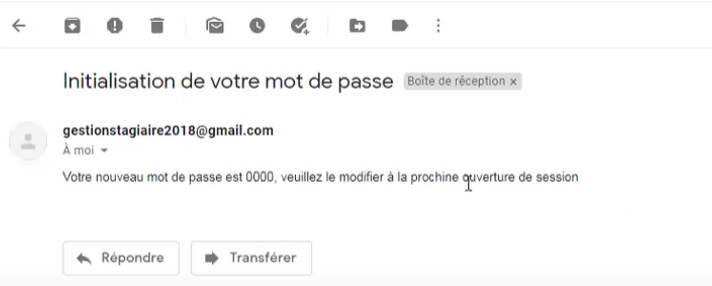 Initialisation de votre mot de passe Boîte de réception ×
gestionstagiaire2018@gmail.com
À moi
Votre nouveau mot de passe est 0000, veuillez le modifier à la prochine ouverture de session
Répondre Transférer